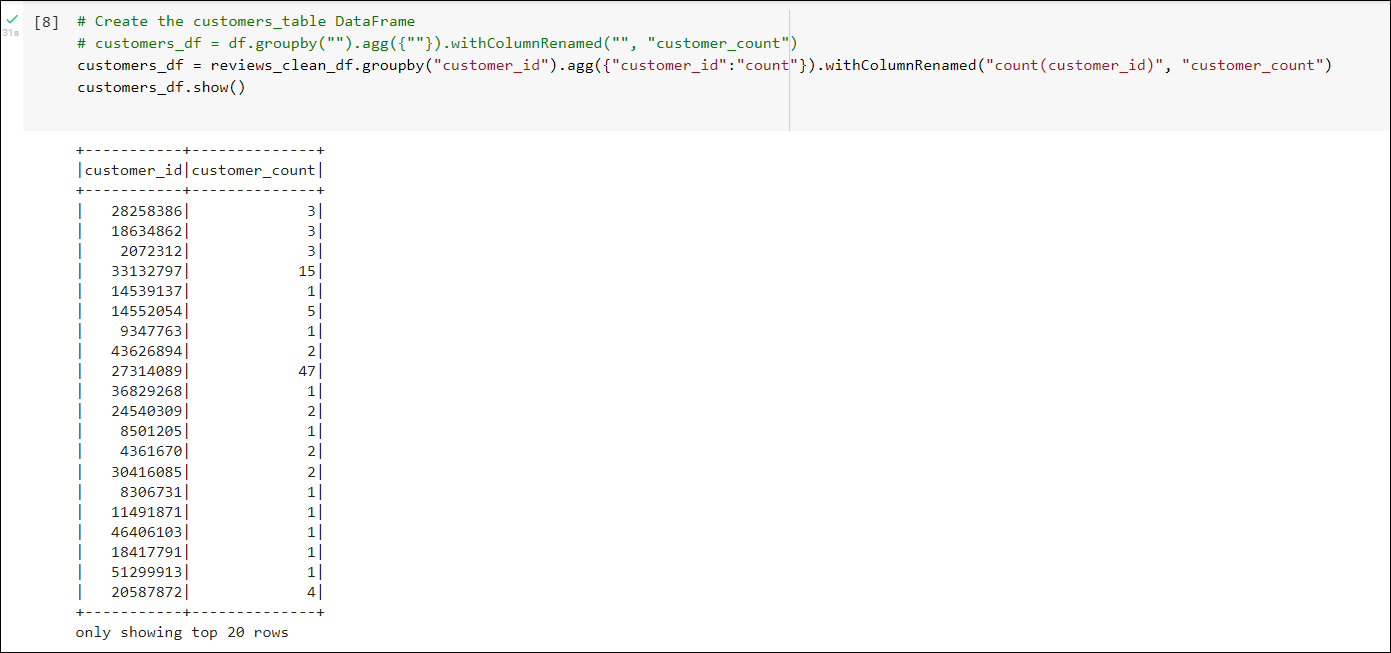 31s
[8] # Create the customers_table DataFrame
# customers_df = df.groupby("").agg({""}).withColumnRenamed("", "customer_count")
customers_df = reviews_clean_df.groupby("customer_id").agg({"customer_id":"count"}).withColumnRenamed("count(customer_id)", "customer_count")
customers_df.show()
+-----------+--------------+
|customer_id|customer_count|
+-----------+--------------+
|   28258386|             3|
|   18634862|             3|
|    2072312|             3|
|   33132797|            15|
|   14539137|             1|
|   14552054|             5|
|    9347763|             1|
|   43626894|             2|
|   27314089|            47|
|   36829268|             1|
|   24540309|             2|
|    8501205|             1|
|    4361670|             2|
|   30416085|             2|
|    8306731|             1|
|   11491871|             1|
|   46406103|             1|
|   18417791|             1|
|   51299913|             1|
|   20587872|             4|
+-----------+--------------+
only showing top 20 rows